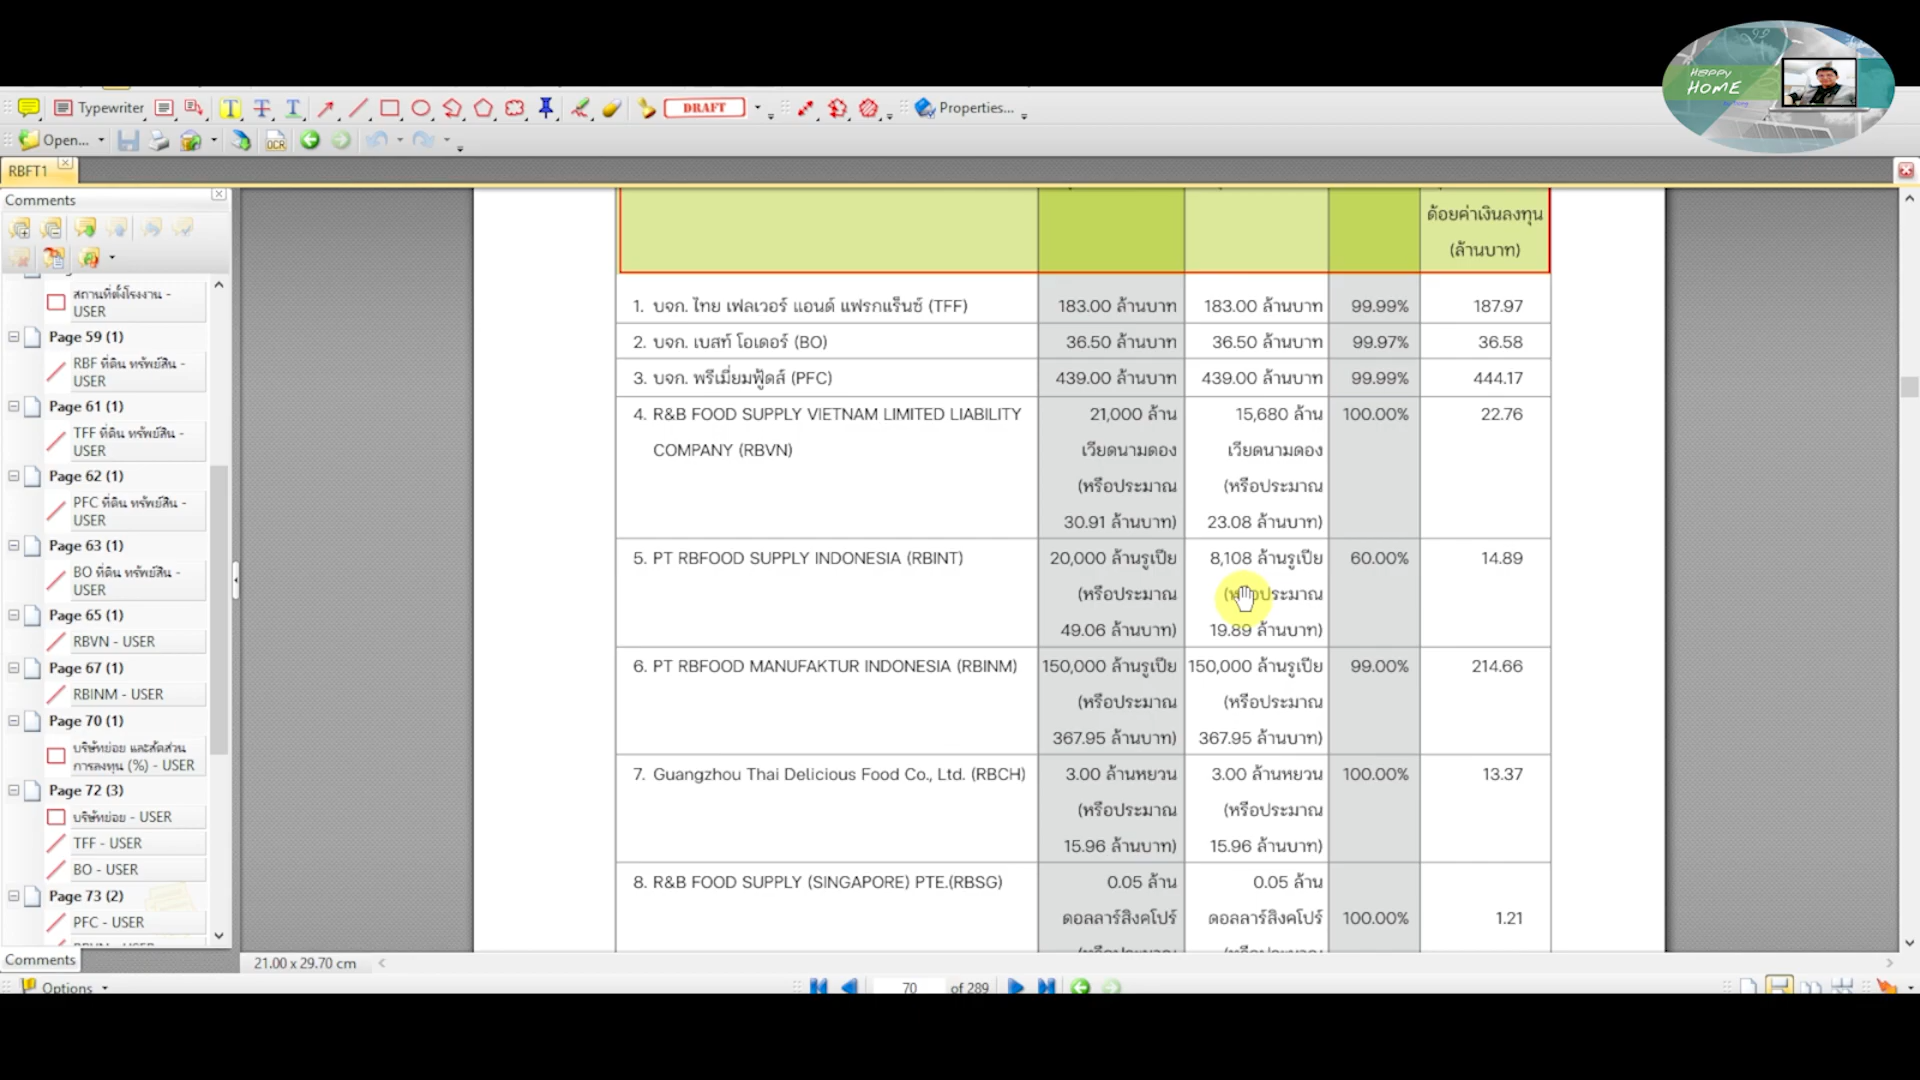 Happy
HOME
Typewriter
DRAFT
Properties...
Open...
OCR
RBFT1
Comments
สถานที่ตั้งโรงงาน -
USER
Page 59 (1)
RBF ที่ดิน ทรัพย์สิน -
USER
Page 61 (1)
TFF ที่ดิน ทรัพย์สิน -
USER
Page 62 (1)
PFC ที่ดิน ทรัพย์สิน -
USER
Page 63 (1)
BO ที่ดิน ทรัพย์สิน -
USER
Page 65 (1)
RBVN - USER
Page 67 (1)
RBINM - USER
Page 70 (1)
บริษัทย่อย และสัดส่วน
การลงทุน (%) - USER
Page 72 (3)
บริษัทย่อย - USER
TFF - USER
BO - USER
Page 73 (2)
PFC - USER
Comments
Options
ด้อยค่าเงินลงทุน
(ล้านบาท)
1. บจก. ไทย เฟลเวอร์ แอนด์ แฟรกแร็นซ์ (TFF) 183.00 ล้านบาท 183.00 ล้านบาท 99.99% 187.97
2. บจก. เบสท์ โอเดอร์ (BO) 36.50 ล้านบาท 36.50 ล้านบาท 99.97% 36.58
3. บจก. พรีเมี่ยมฟู้ดส์ (PFC) 439.00 ล้านบาท 439.00 ล้านบาท 99.99% 444.17
4. R&B FOOD SUPPLY VIETNAM LIMITED LIABILITY 21,000 ล้าน 15,680 ล้าน 100.00% 22.76
COMPANY (RBVN) เวียดนามดอง เวียดนามดอง
(หรือประมาณ (หรือประมาณ
30.91 ล้านบาท) 23.08 ล้านบาท)
5. PT RBFOOD SUPPLY INDONESIA (RBINT) 20,000 ล้านรูเปีย 8,108 ล้านรูเปีย 60.00% 14.89
(หรือประมาณ (หรือประมาณ
49.06 ล้านบาท) 19.89 ล้านบาท)
6. PT RBFOOD MANUFAKTUR INDONESIA (RBINM) 150,000 ล้านรูเปีย 150,000 ล้านรูเปีย 99.00% 214.66
(หรือประมาณ (หรือประมาณ
367.95 ล้านบาท) 367.95 ล้านบาท)
7. Guangzhou Thai Delicious Food Co., Ltd. (RBCH) 3.00 ล้านหยวน 3.00 ล้านหยวน 100.00% 13.37
(หรือประมาณ (หรือประมาณ
15.96 ล้านบาท) 15.96 ล้านบาท)
8. R&B FOOD SUPPLY (SINGAPORE) PTE.(RBSG) 0.05 ล้าน 0.05 ล้าน
ดอลลาร์สิงคโปร์ ดอลลาร์สิงคโปร์ 100.00% 1.21
21.00 x 29.70 cm
70 of 289